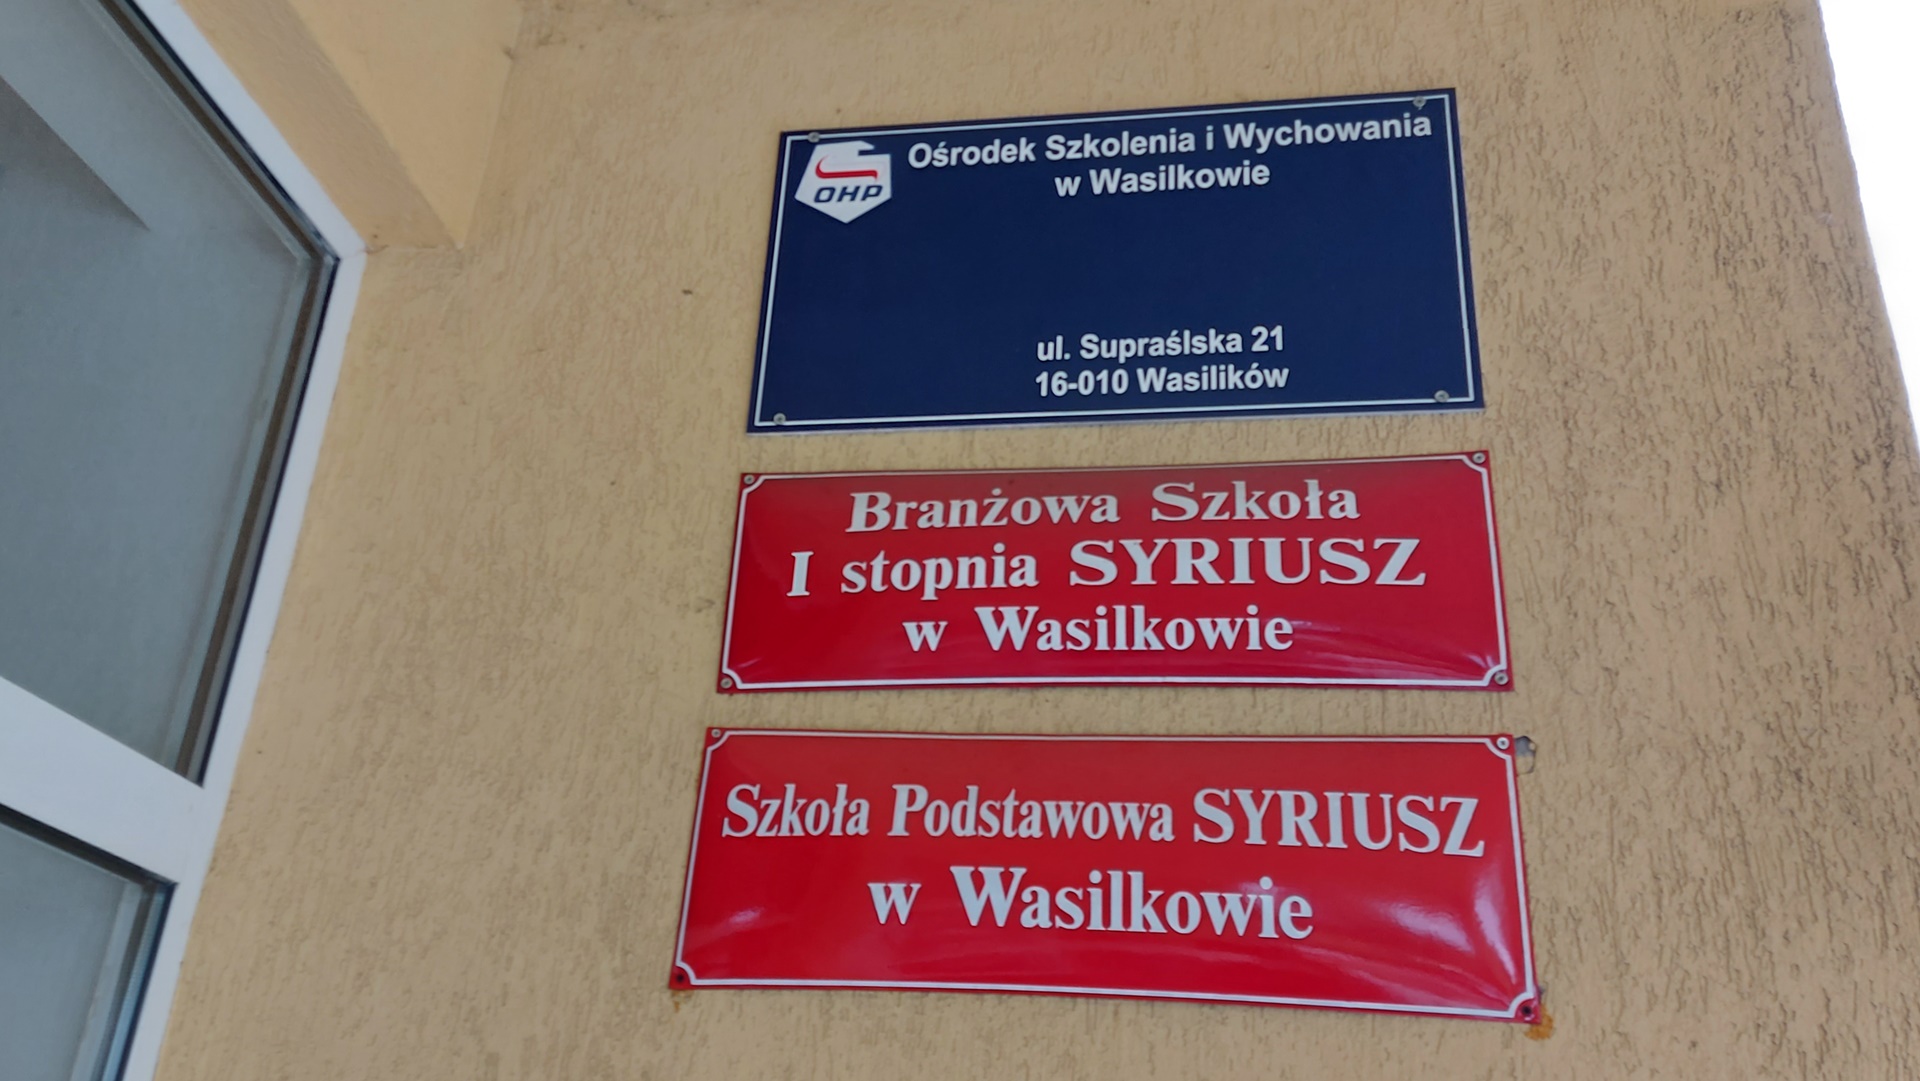 OHP
Ośrodek Szkolenia i Wychowania
w Wasilkowie
ul. Supraślska 21
16-010 Wasilików
Branżowa Szkoła
I stopnia SYRIUSZ
w Wasilkowie
Szkoła Podstawowa SYRIUSZ
w Wasilkowie